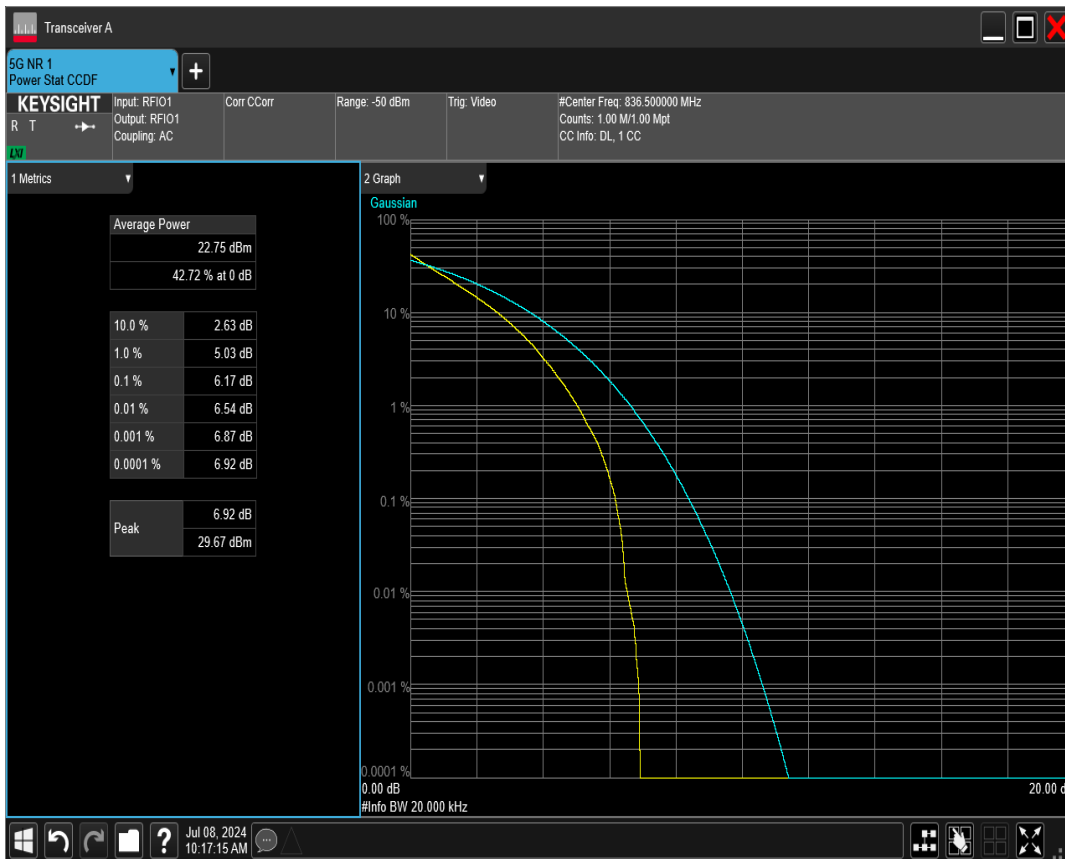 Transceiver A
5G NR 1
Power Stat CCDF
KEYSIGHT
R T
LXI
Input: RFIO1
Output: RFIO1
Coupling: AC
Corr CCorr
Range: -50 dBm
Trig: Video
#Center Freq: 836.500000 MHz
Counts: 1.00 M/1.00 Mpt
CC Info: DL, 1 CC
1 Metrics
Average Power
22.75 dBm
42.72 % at 0 dB
10.0 % 2.63 dB
1.0 % 5.03 dB
0.1 % 6.17 dB
0.01 % 6.54 dB
0.001 % 6.87 dB
0.0001 % 6.92 dB
Peak
6.92 dB
29.67 dBm
2 Graph
Gaussian
100 %
10 %
1 %
0.1 %
0.01 %
0.001 %
0.0001 %
0.00 dB
20.00 d
#Info BW 20.000 kHz
?
Jul 08, 2024
10:17:15 AM